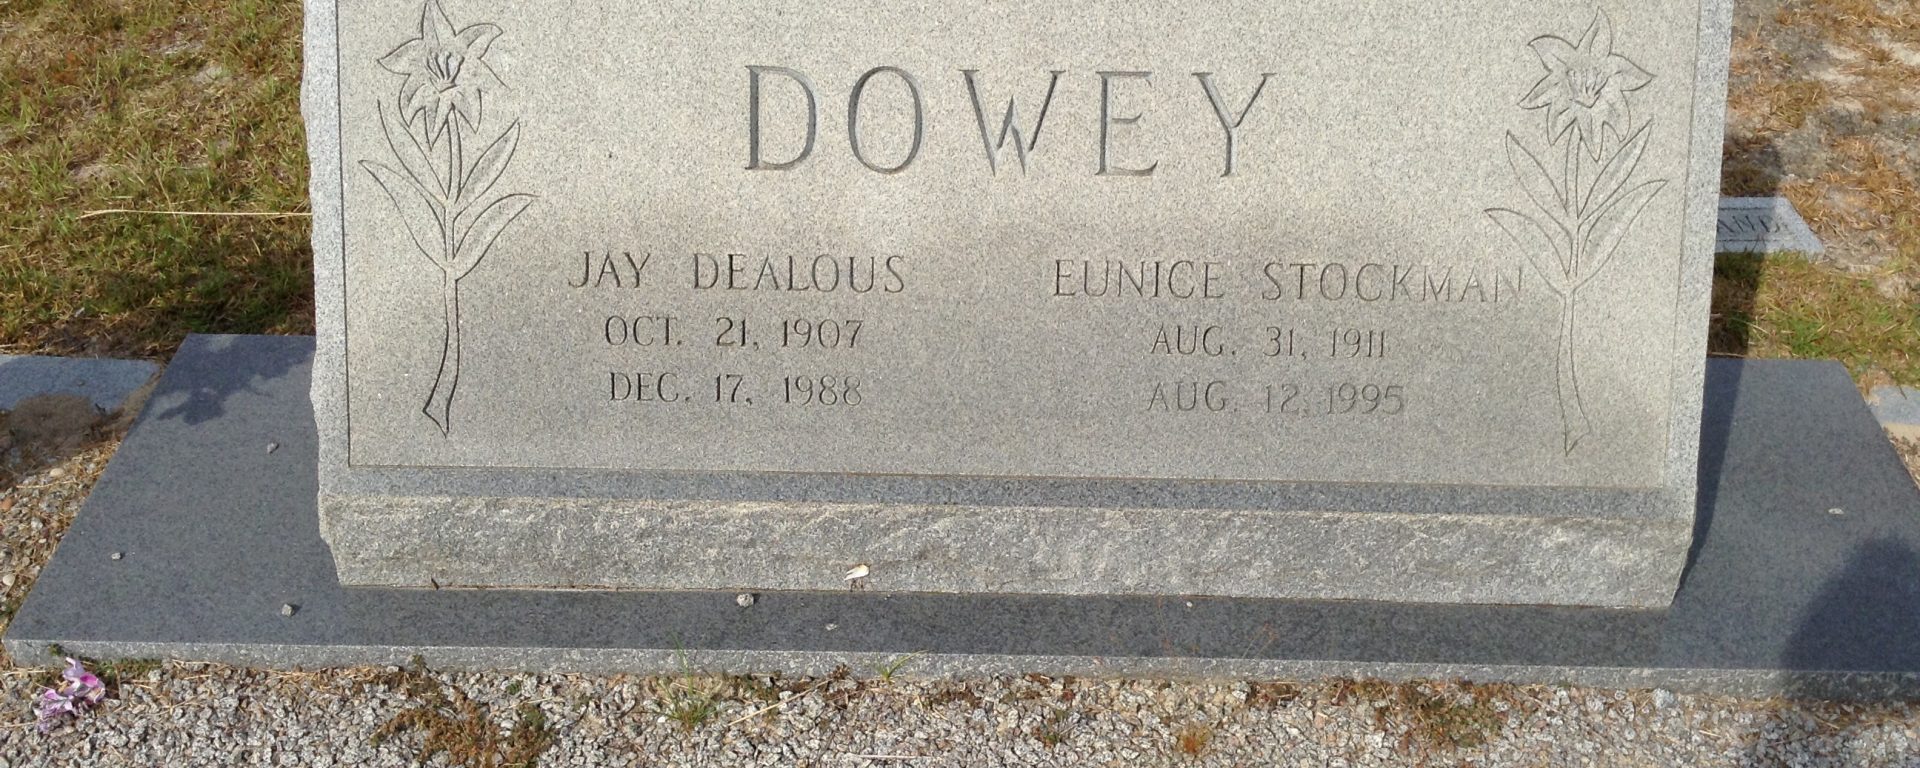 DOWEY
JAY DEALOUS
OCT. 21, 1907
DEC. 17, 1988
EUNICE STOCKMAN
AUG. 31, 1911
AUG. 12, 1995